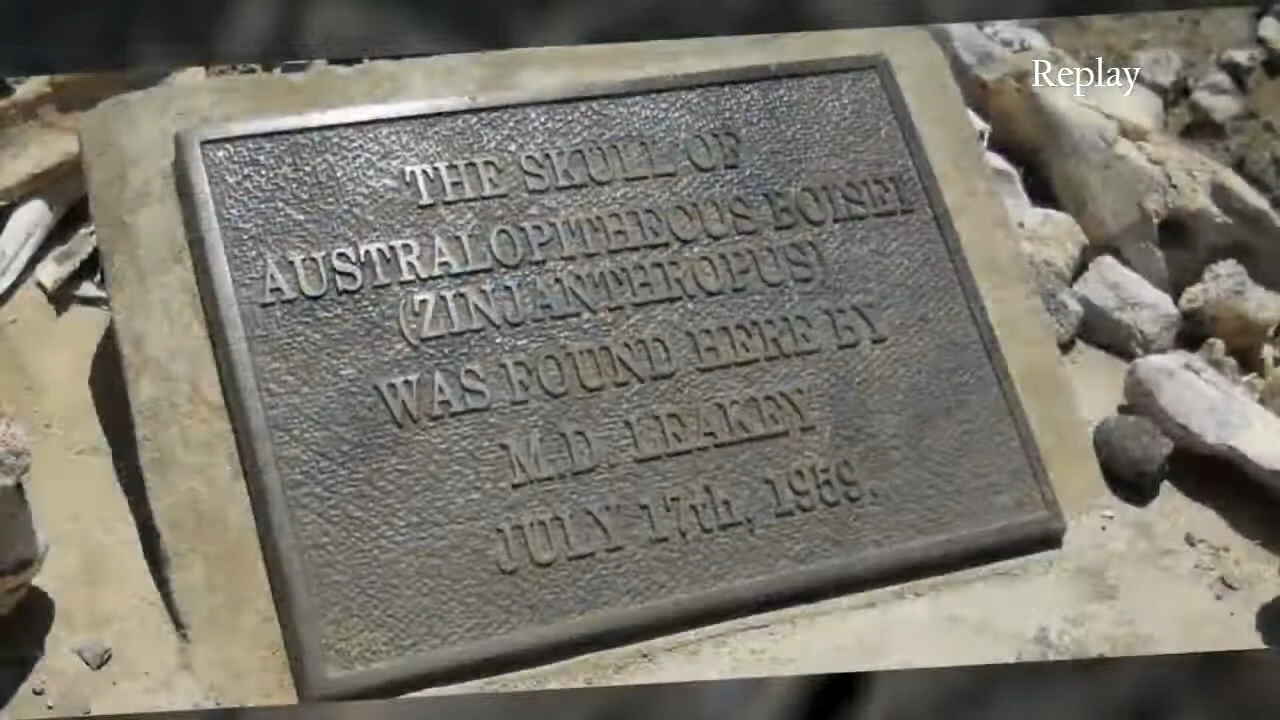 Replay
THE SKULL OF
AUSTRALOPITHECUS BOISEI
(ZINJANTHROPUS)
WAS FOUND HERE BY
M.D. LEAKEY
JULY 17th, 1959.